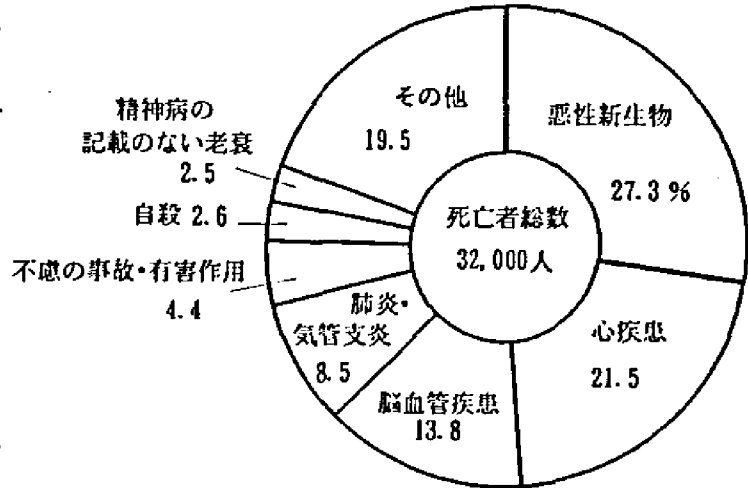 悪性新生物
27.3 %
心疾患
21.5
脳血管疾患
13.8
肺炎・
気管支炎
8.5
不慮の事故・有害作用
4.4
自殺 2.6
精神病の
記載のない老衰
2.5
その他
19.5
死亡者総数
32,000人